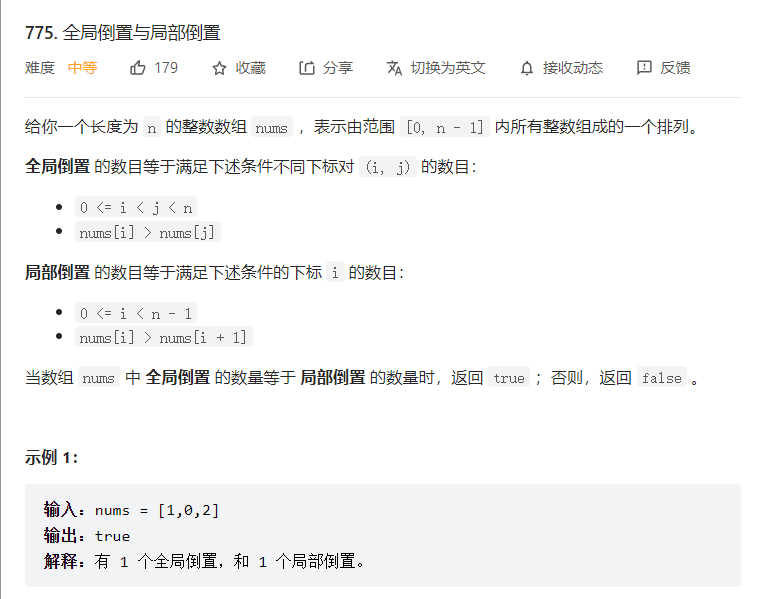 775. 全局倒置与局部倒置
难度 中等 179 收藏 分享 切换为英文 接收动态 反馈
给你一个长度为 n 的整数数组 nums ，表示由范围 [0, n - 1] 内所有整数组成的一个排列。
全局倒置 的数目等于满足下述条件不同下标对 (i, j) 的数目：
0 <= i < j < n
nums[i] > nums[j]
局部倒置 的数目等于满足下述条件的下标 i 的数目：
0 <= i < n - 1
nums[i] > nums[i + 1]
当数组 nums 中 全局倒置 的数量等于 局部倒置 的数量时，返回 true ；否则，返回 false 。
示例 1：
输入：nums = [1,0,2]
输出：true
解释：有 1 个全局倒置，和 1 个局部倒置。